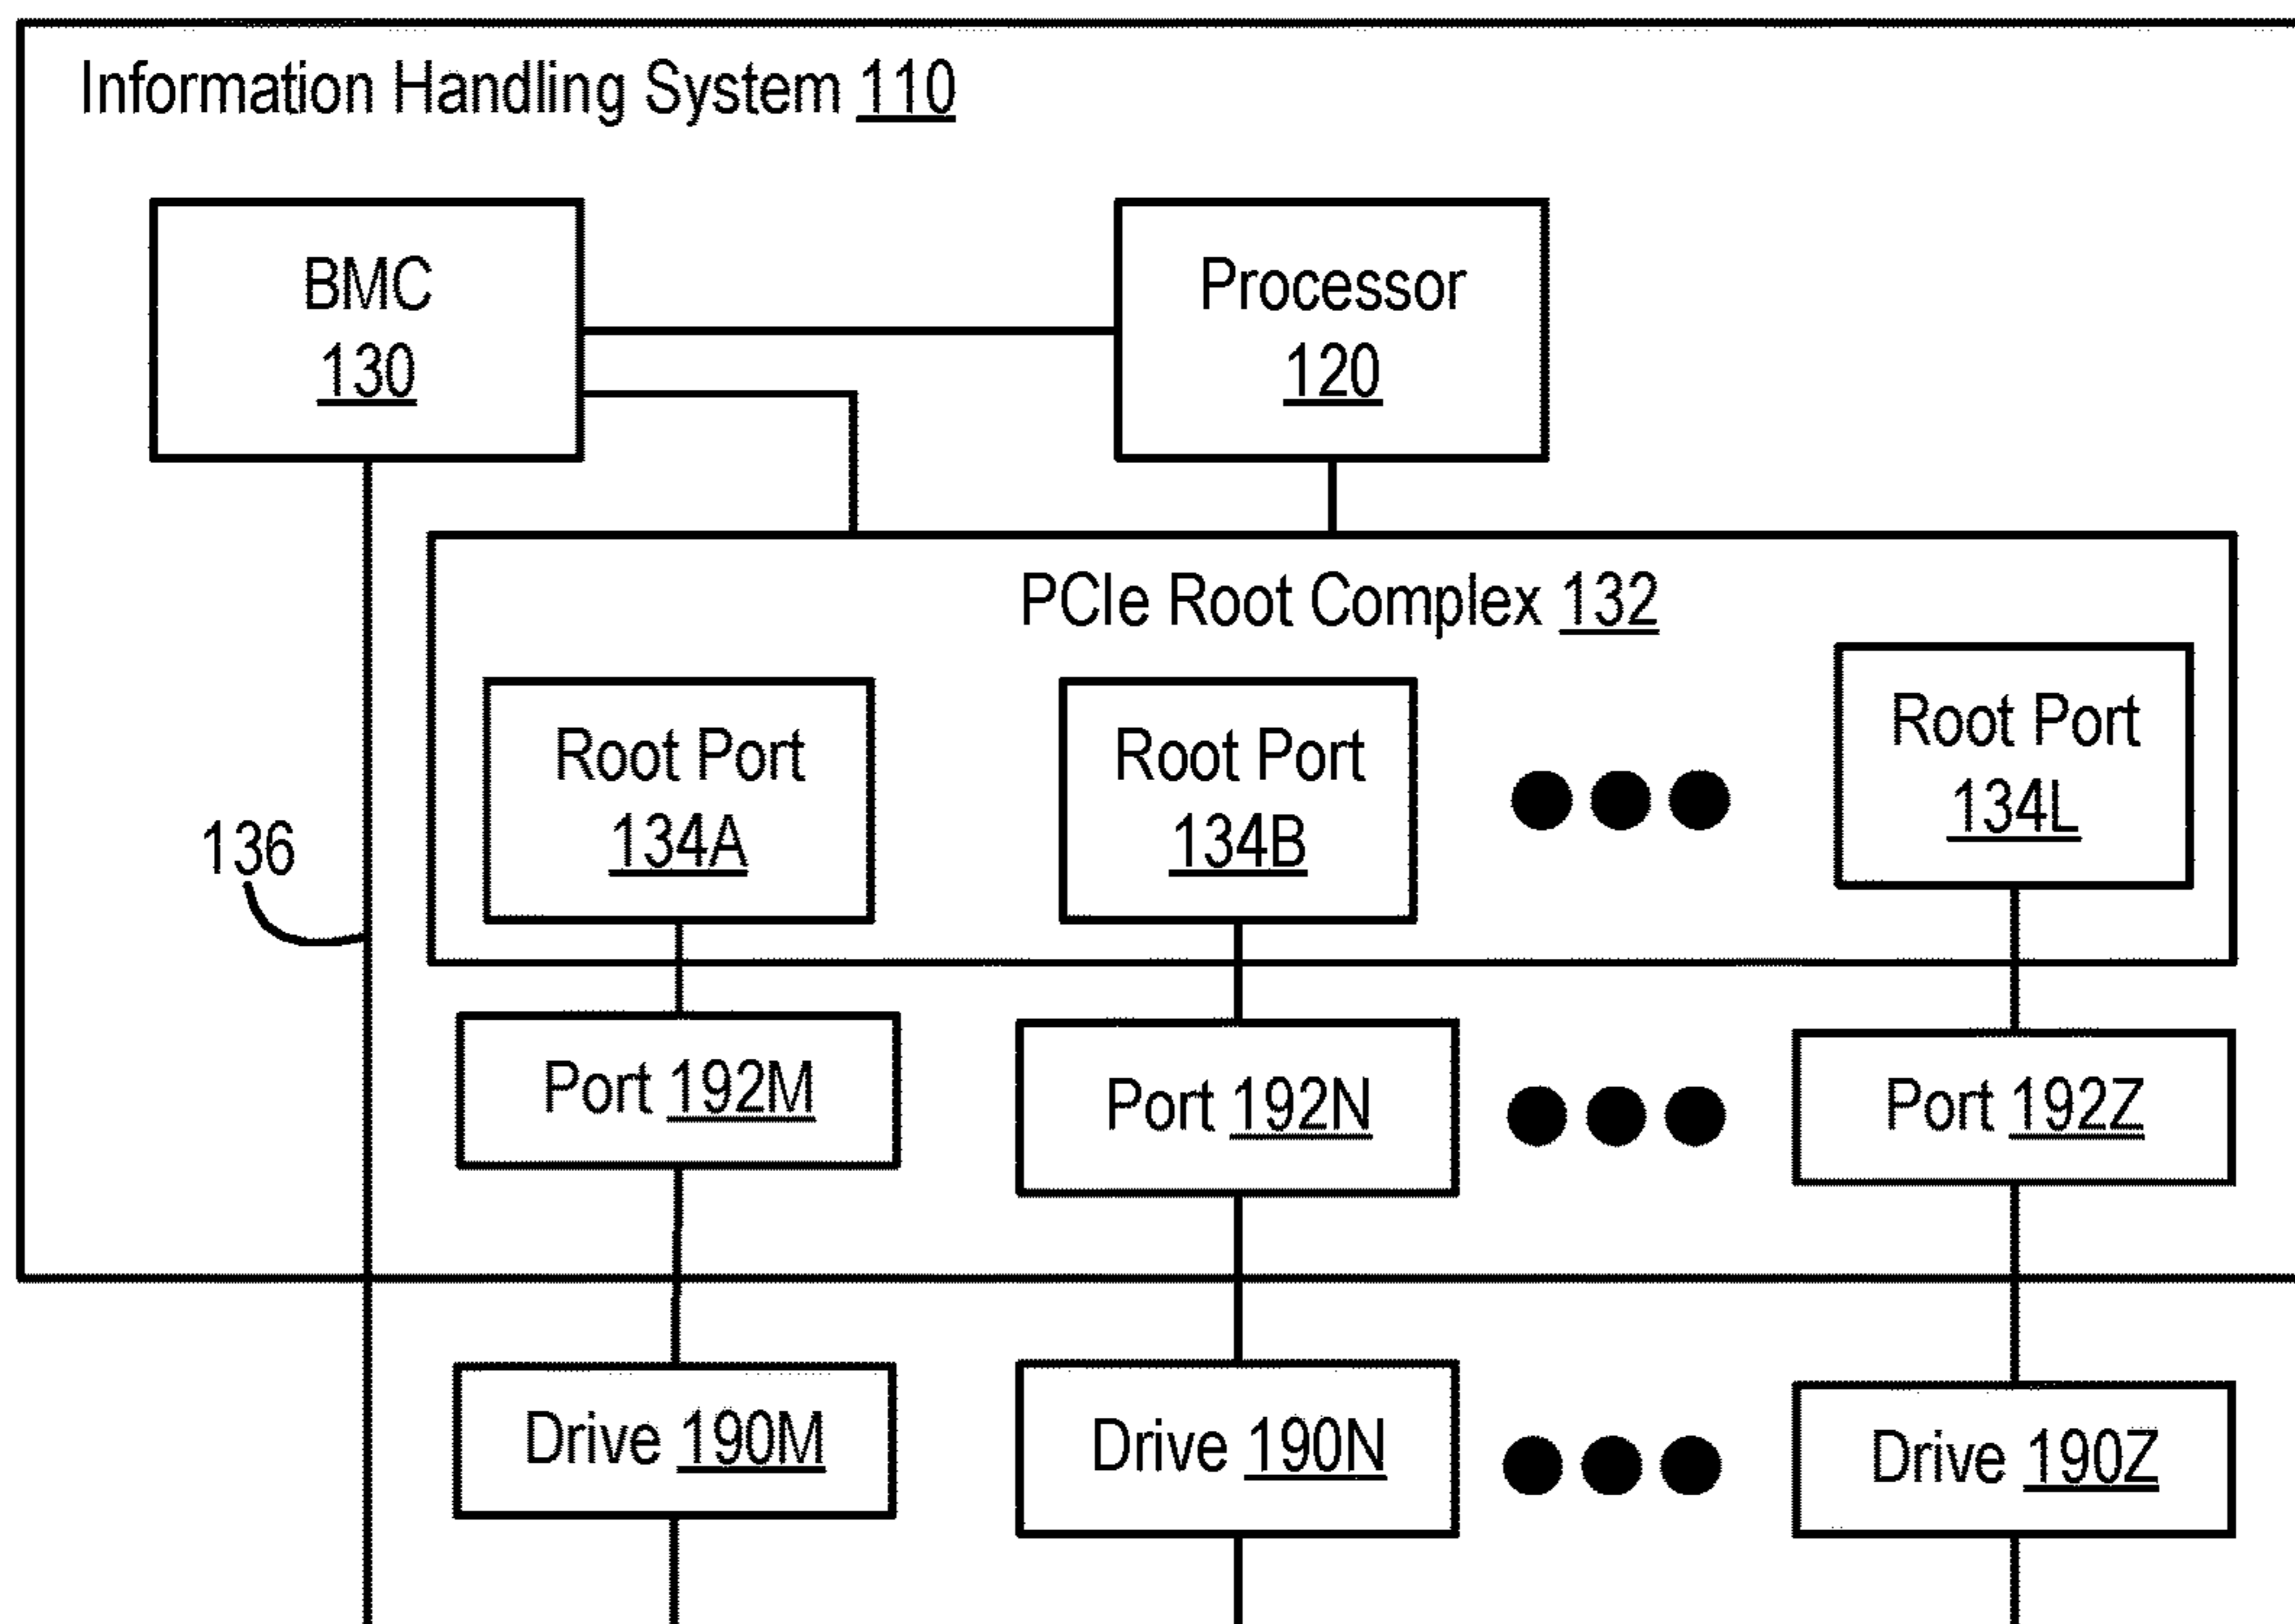 Information Handling System 110
BMC
130
Processor
120
PCIe Root Complex 132
Root Port
134A
Root Port
134B
Root Port
134L
136
Port 192M
Port 192N
Port 192Z
Drive 190M
Drive 190N
Drive 190Z